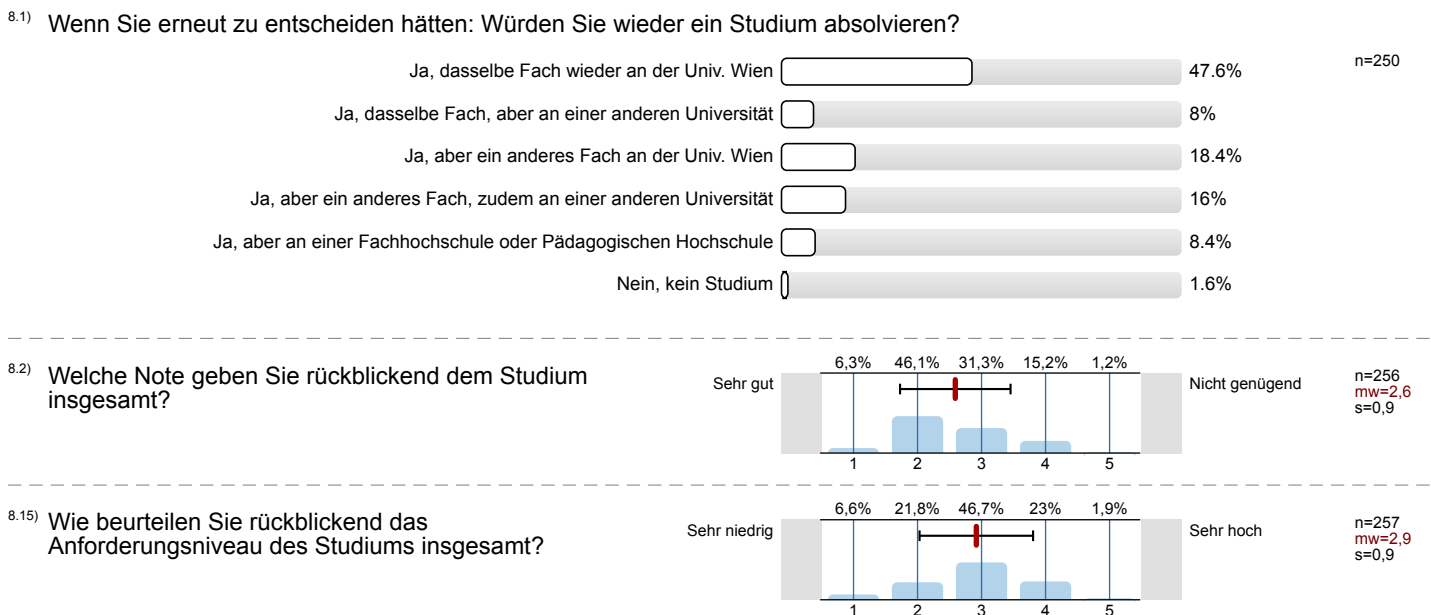 8.1) Wenn Sie erneut zu entscheiden hätten: Würden Sie wieder ein Studium absolvieren?
Ja, dasselbe Fach wieder an der Univ. Wien 47.6% n=250
Ja, dasselbe Fach, aber an einer anderen Universität 8%
Ja, aber ein anderes Fach an der Univ. Wien 18.4%
Ja, aber ein anderes Fach, zudem an einer anderen Universität 16%
Ja, aber an einer Fachhochschule oder Pädagogischen Hochschule 8.4%
Nein, kein Studium 1.6%
8.2) Welche Note geben Sie rückblickend dem Studium
insgesamt?
6,3% 46,1% 31,3% 15,2% 1,2%
Sehr gut Nicht genügend
n=256
mw=2,6
s=0,9
1 2 3 4 5
8.15) Wie beurteilen Sie rückblickend das
Anforderungsniveau des Studiums insgesamt?
6,6% 21,8% 46,7% 23% 1,9%
Sehr niedrig Sehr hoch
n=257
mw=2,9
s=0,9
1 2 3 4 5